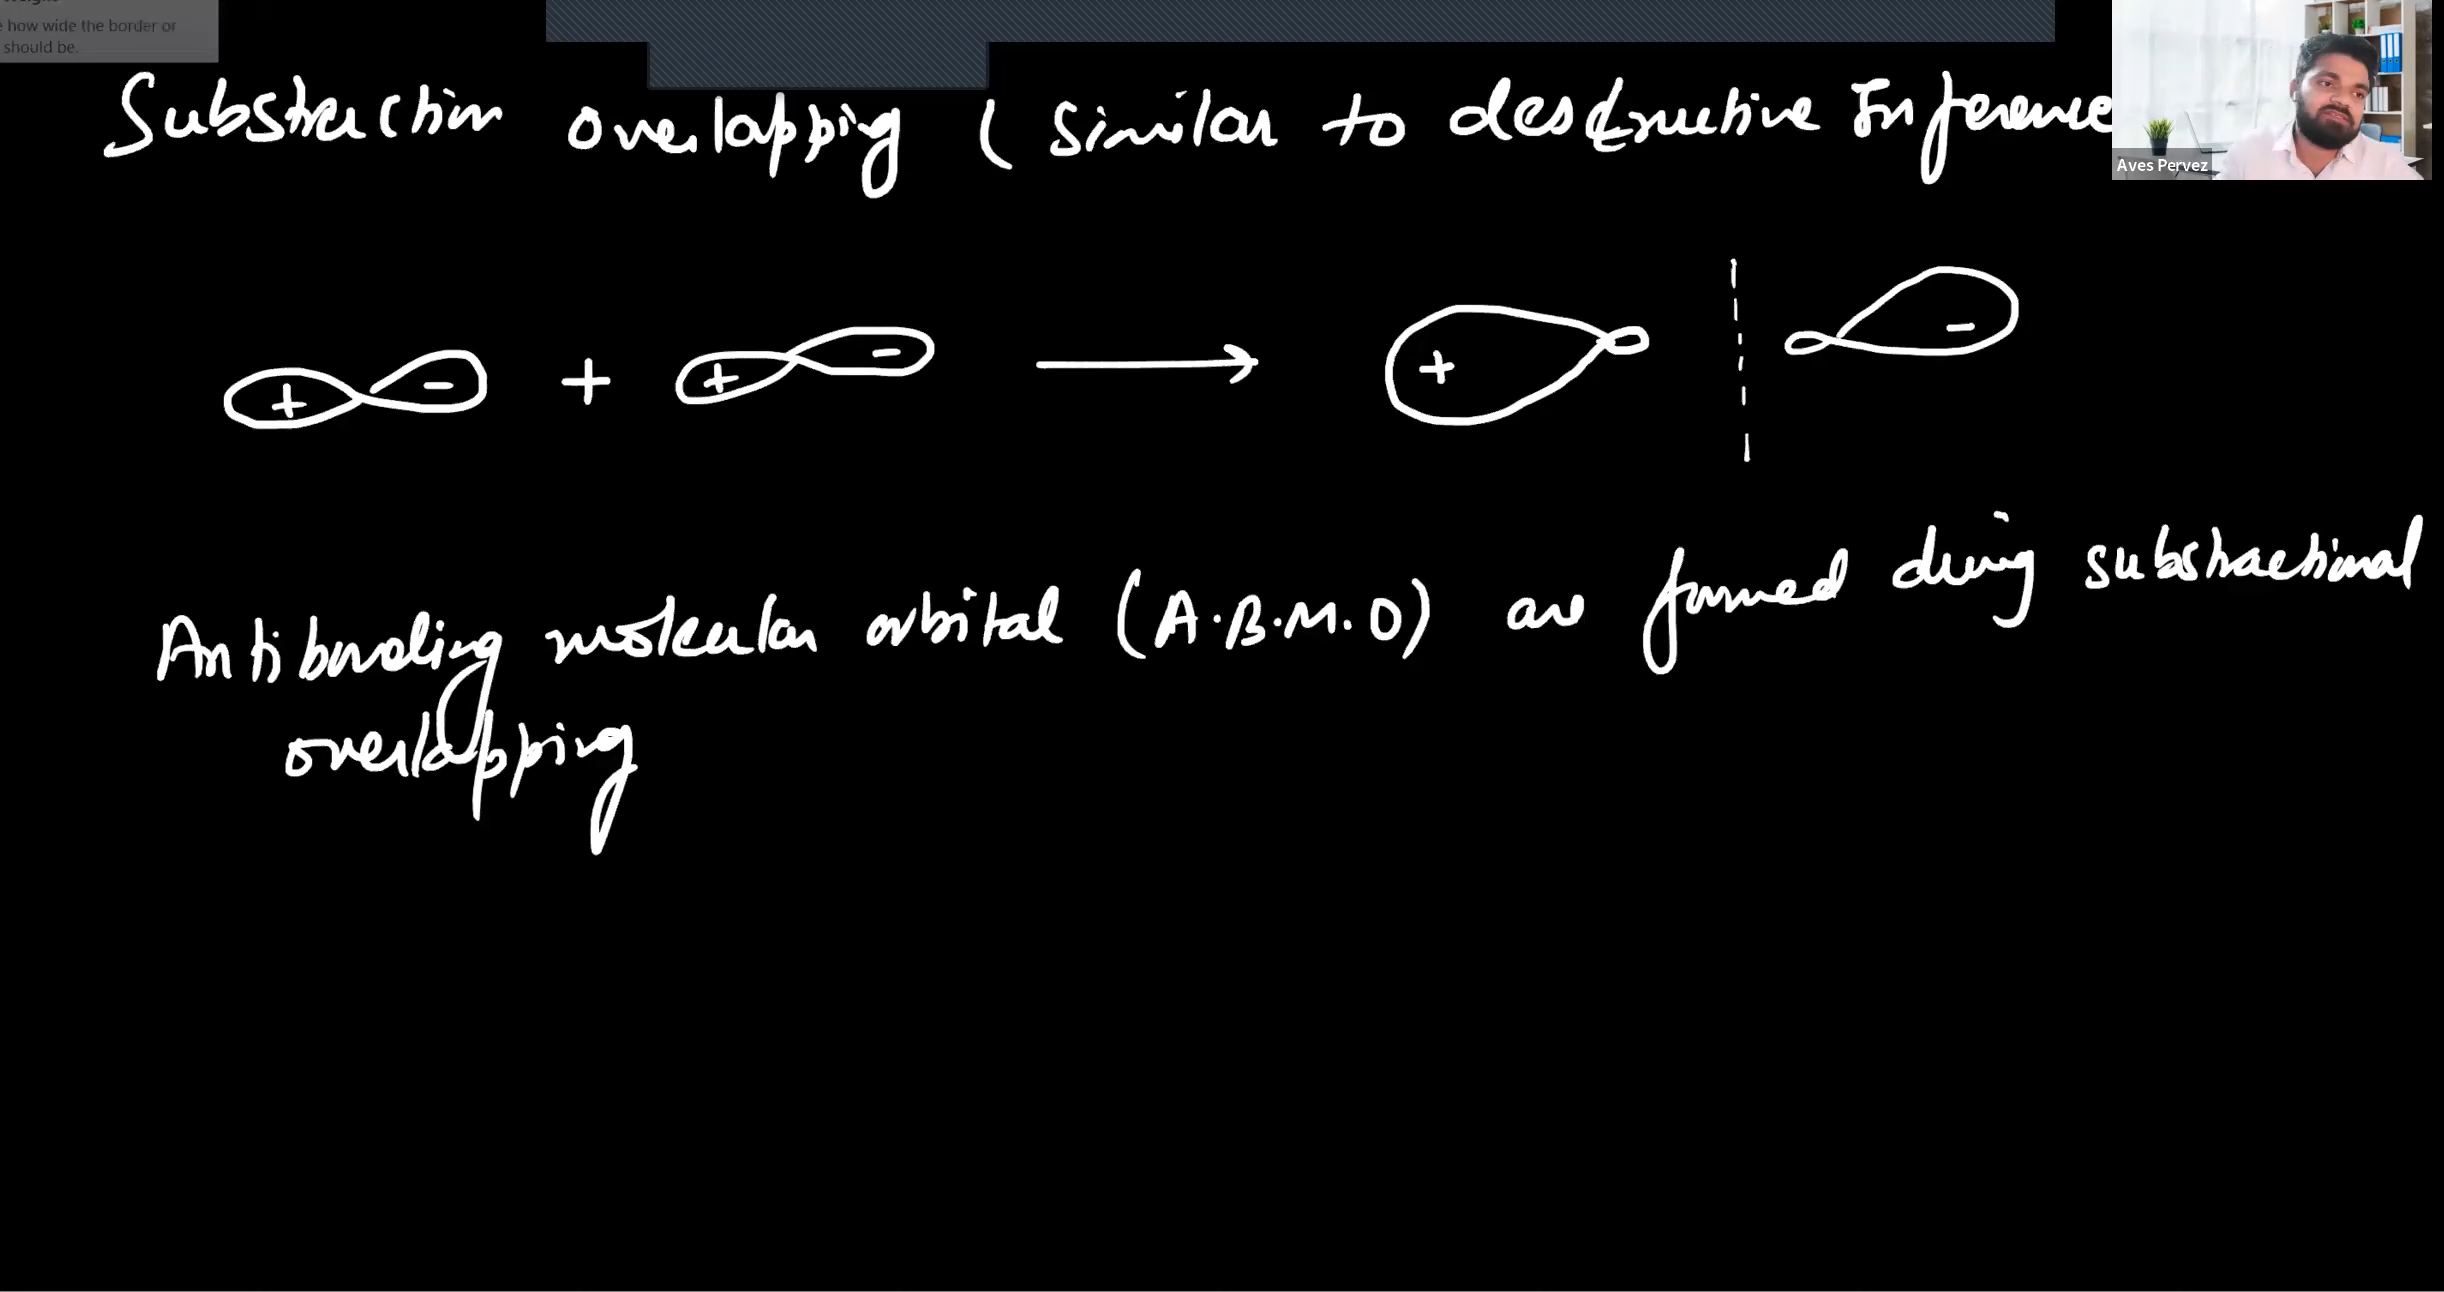 how wide the border or
should be.
Substraction overlapping ( Similar to destructive Inference
Aves Pervez
+ - + + - → + -
Antibonding molecular orbital (A.B.M.O) are formed during substractional
overlapping